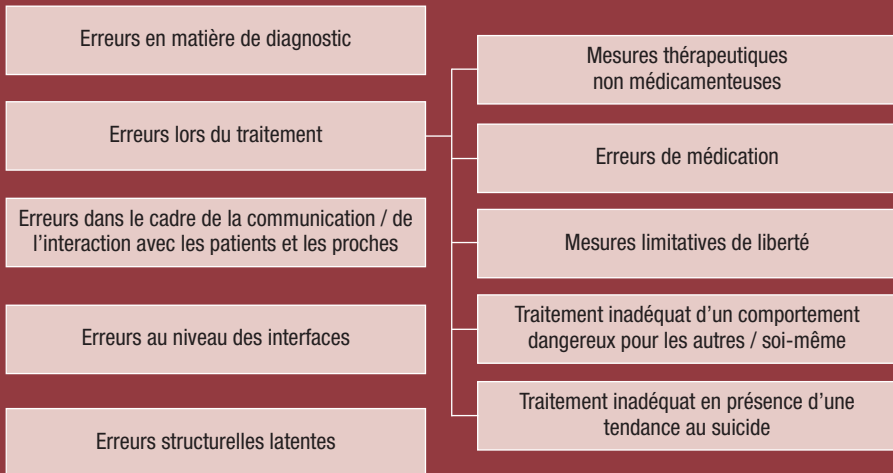 Erreurs en matière de diagnostic
Erreurs lors du traitement
Erreurs dans le cadre de la communication / de
l’interaction avec les patients et les proches
Erreurs au niveau des interfaces
Erreurs structurelles latentes
Mesures thérapeutiques
non médicamenteuses
Erreurs de médication
Mesures limitatives de liberté
Traitement inadéquat d’un comportement
dangereux pour les autres / soi-même
Traitement inadéquat en présence d’une
tendance au suicide